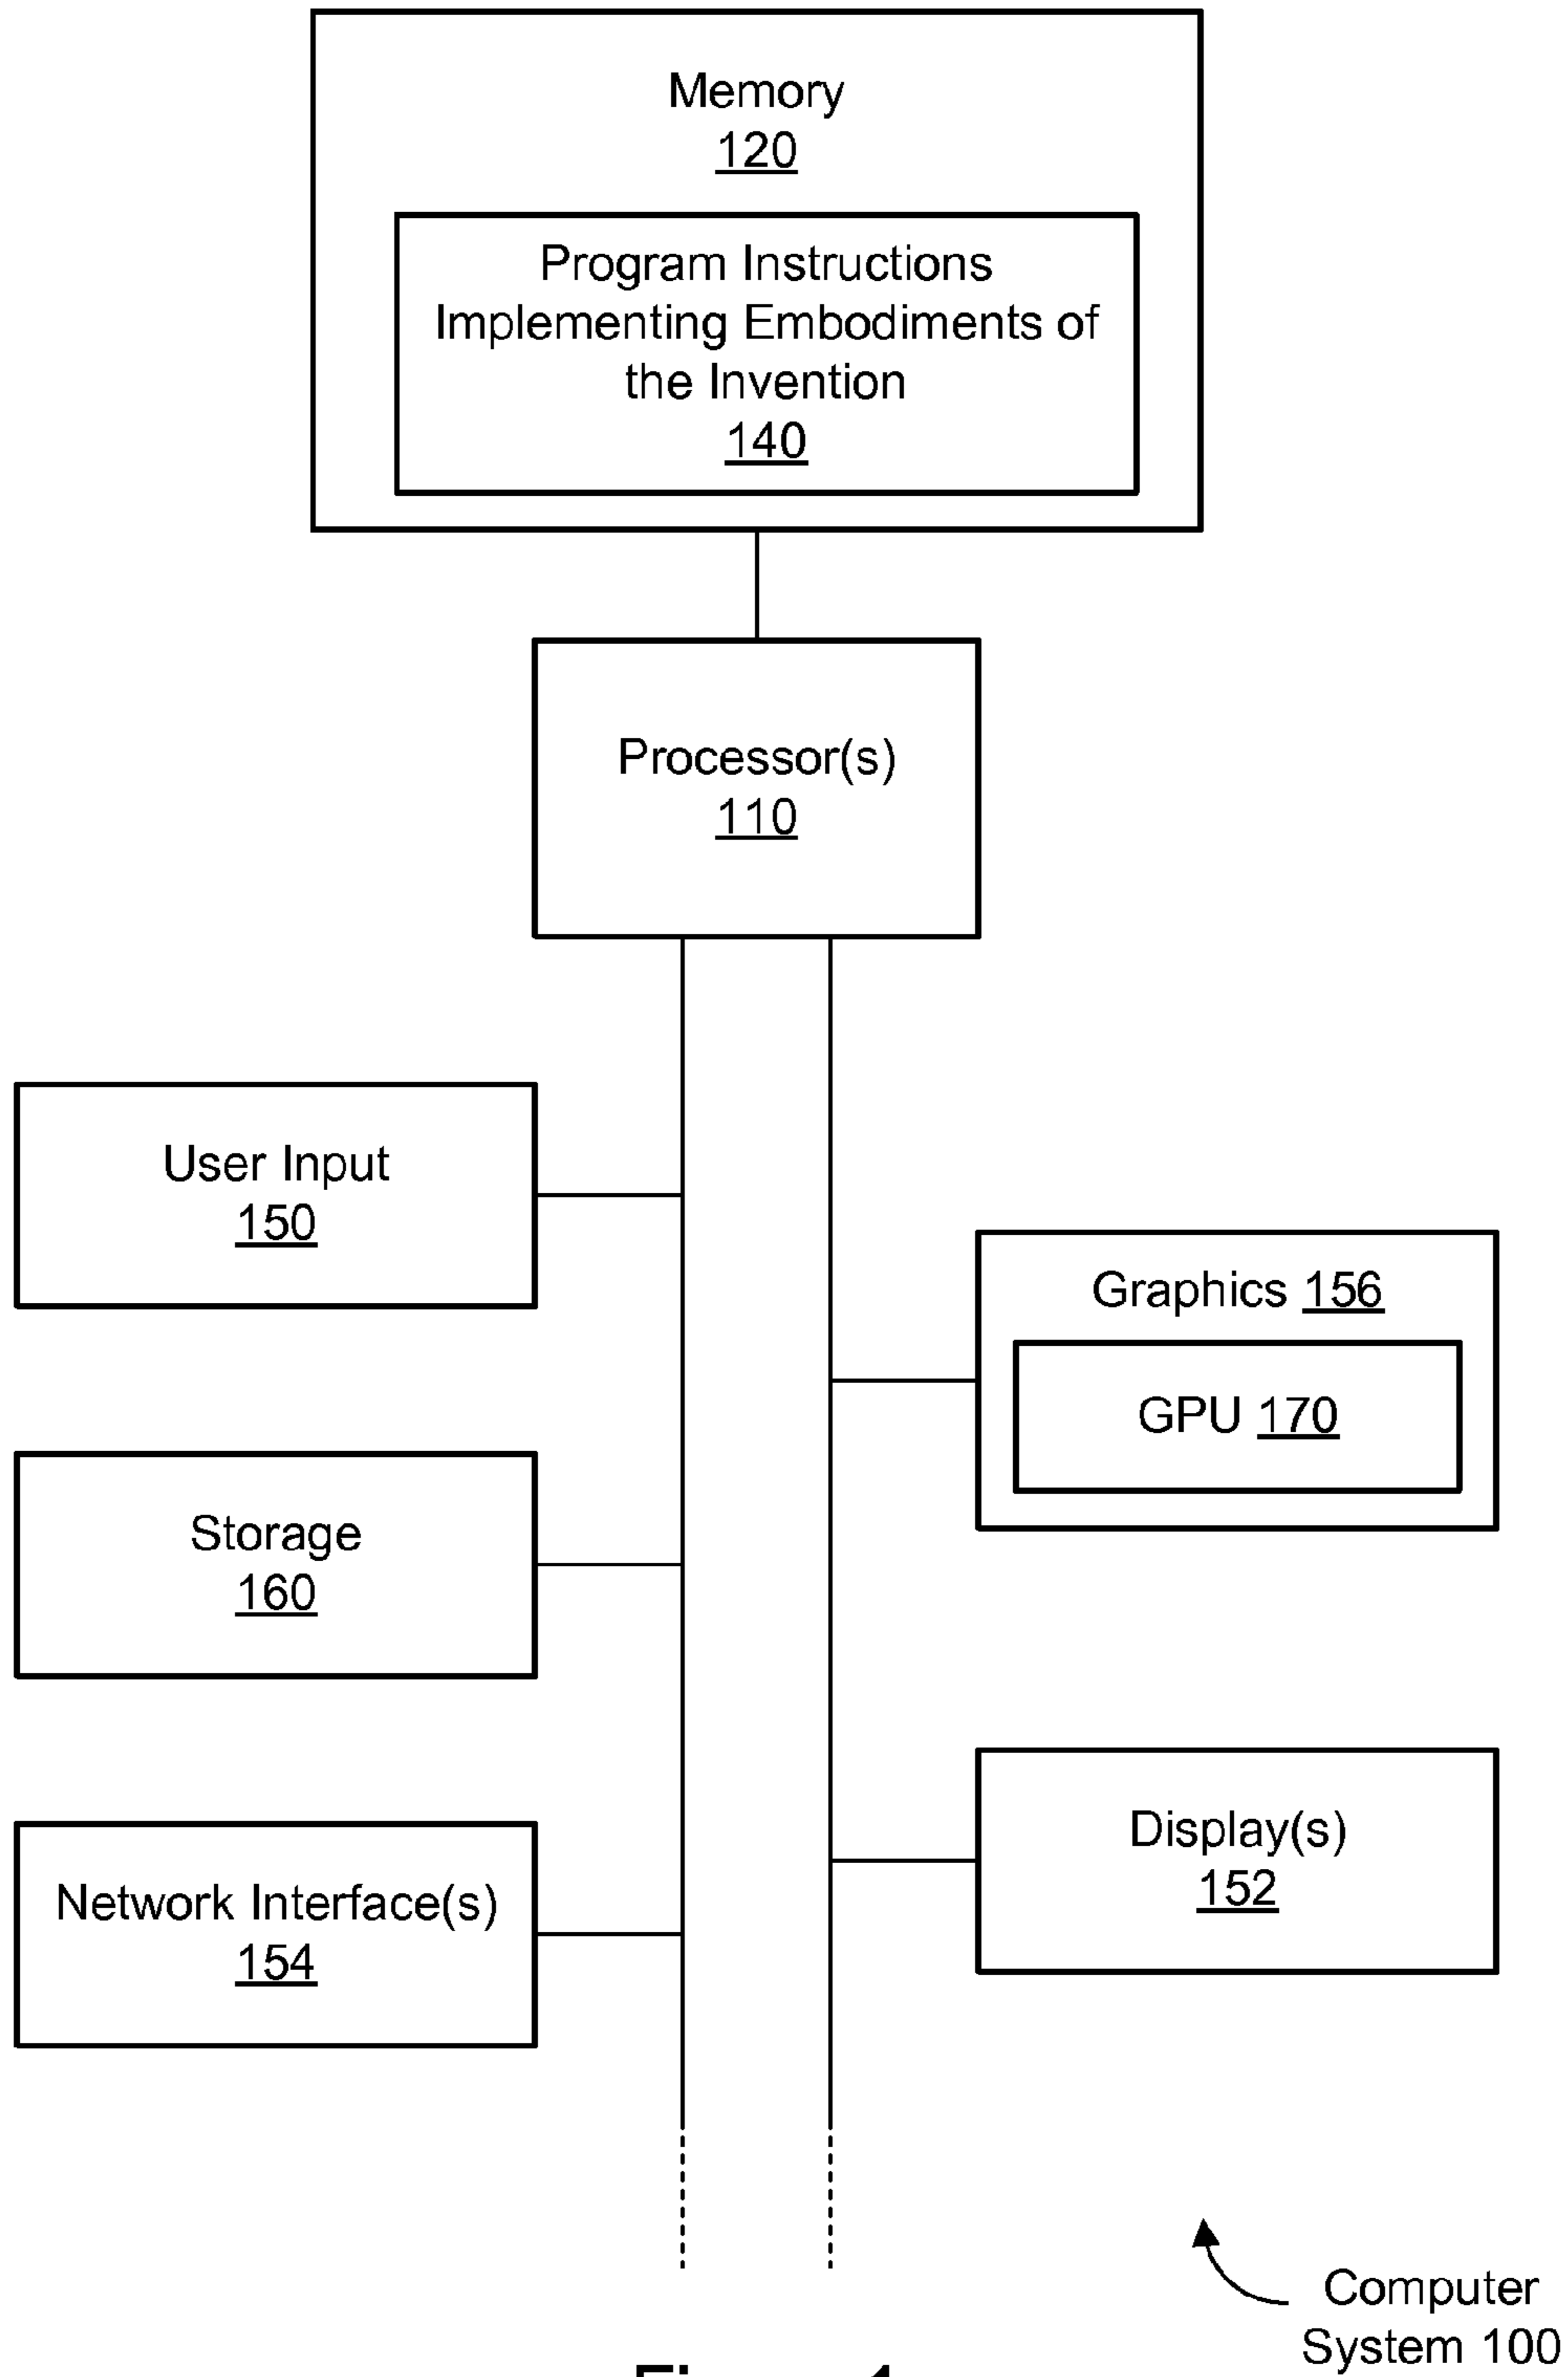 Memory
120
Program Instructions
Implementing Embodiments of
the Invention
140
Processor(s)
110
User Input
150
Graphics 156
GPU 170
Storage
160
Display(s)
152
Network Interface(s)
154
Computer
System 100